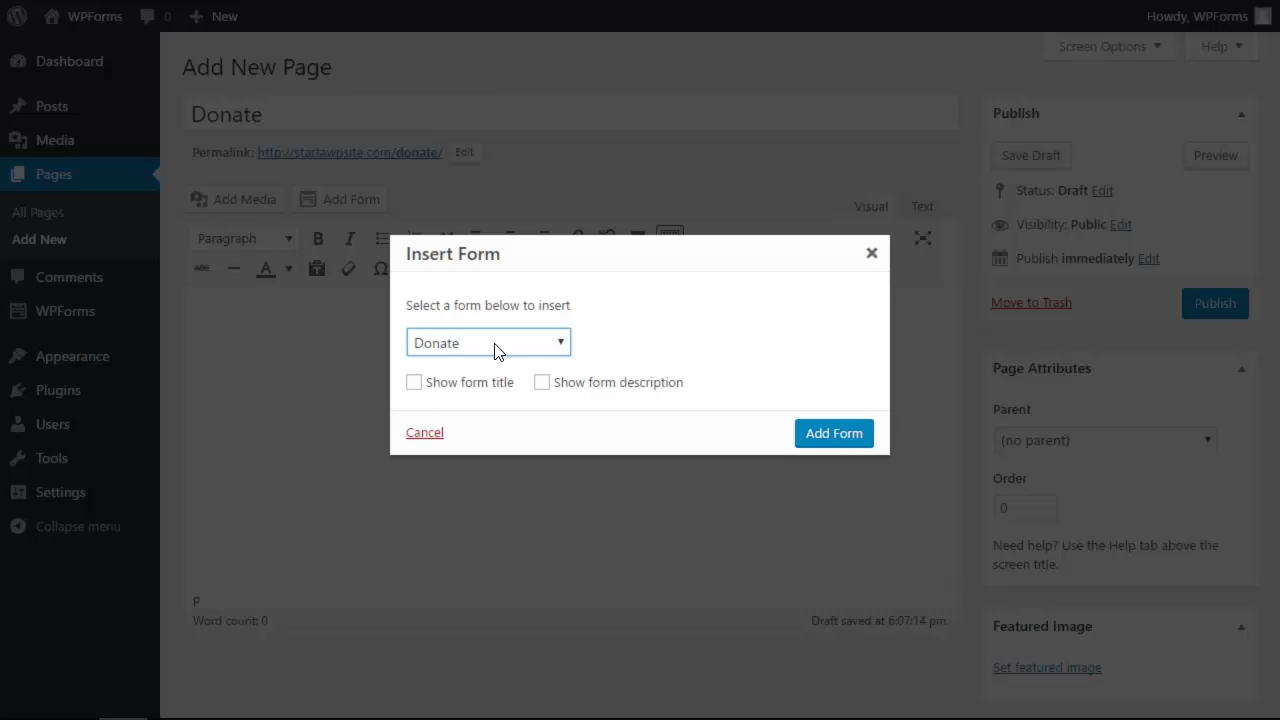 WPForms 0 New Howdy, WPForms
Dashboard
Posts
Media
Pages
All Pages
Add New
Comments
WPForms
Appearance
Plugins
Users
Tools
Settings
Collapse menu
Screen Options Help
Add New Page
Donate
Permalink: http://startawpsite.com/donate/ Edit
Add Media Add Form
Visual Text
Paragraph B I
ABC A Ω
Insert Form
Select a form below to insert
Donate
Show form title Show form description
Cancel Add Form
P
Word count: 0 Draft saved at 6:07:14 pm.
Publish
Save Draft Preview
Status: Draft Edit
Visibility: Public Edit
Publish immediately Edit
Move to Trash Publish
Page Attributes
Parent
(no parent)
Order
0
Need help? Use the Help tab above the
screen title.
Featured Image
Set featured image